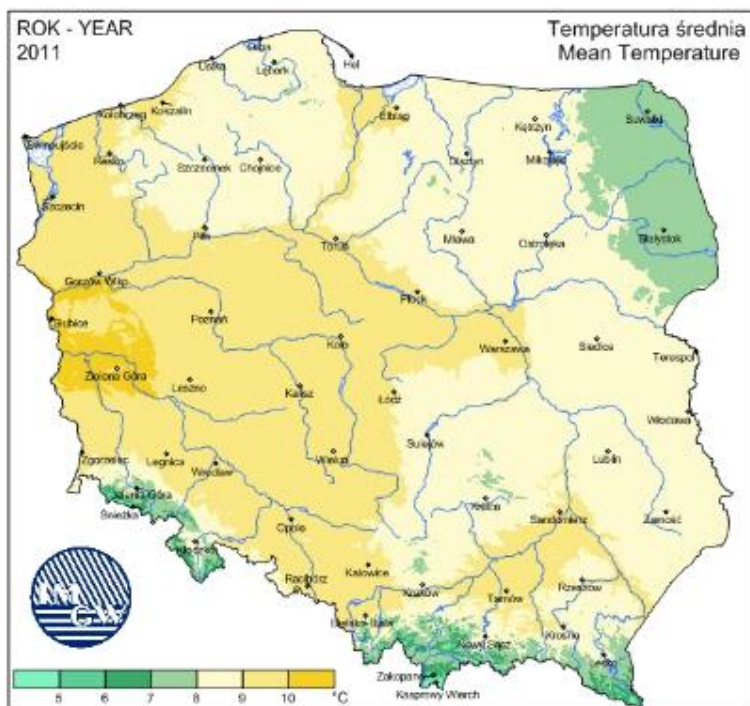 ROK - YEAR
2011
Temperatura średnia
Mean Temperature
Łeba
Ustka
Lębork
Hel
Kołobrzeg
Koszalin
Elbląg
Kętrzyn
Suwałki
Świnoujście
Resko
Szczecinek
Chojnice
Olsztyn
Mikołajki
Szczecin
Piła
Toruń
Mława
Ostrołęka
Białystok
Gorzów Wlkp
Płock
Słubice
Poznań
Koło
Warszawa
Siedlce
Terespol
Zielona Góra
Leszno
Kalisz
Łódź
Włodawa
Sulejów
Zgorzelec
Legnica
Wrocław
Wieluń
Lublin
Jelenia Góra
Śnieżka
Kielce
Sandomierz
Zamość
Opole
Kłodzko
Racibórz
Katowice
Kraków
Tarnów
Rzeszów
Bielsko-Biała
Nowy Sącz
Krosno
Lesko
Zakopane
Kasprowy Wierch
IM
GW
5 6 7 8 9 10 °C